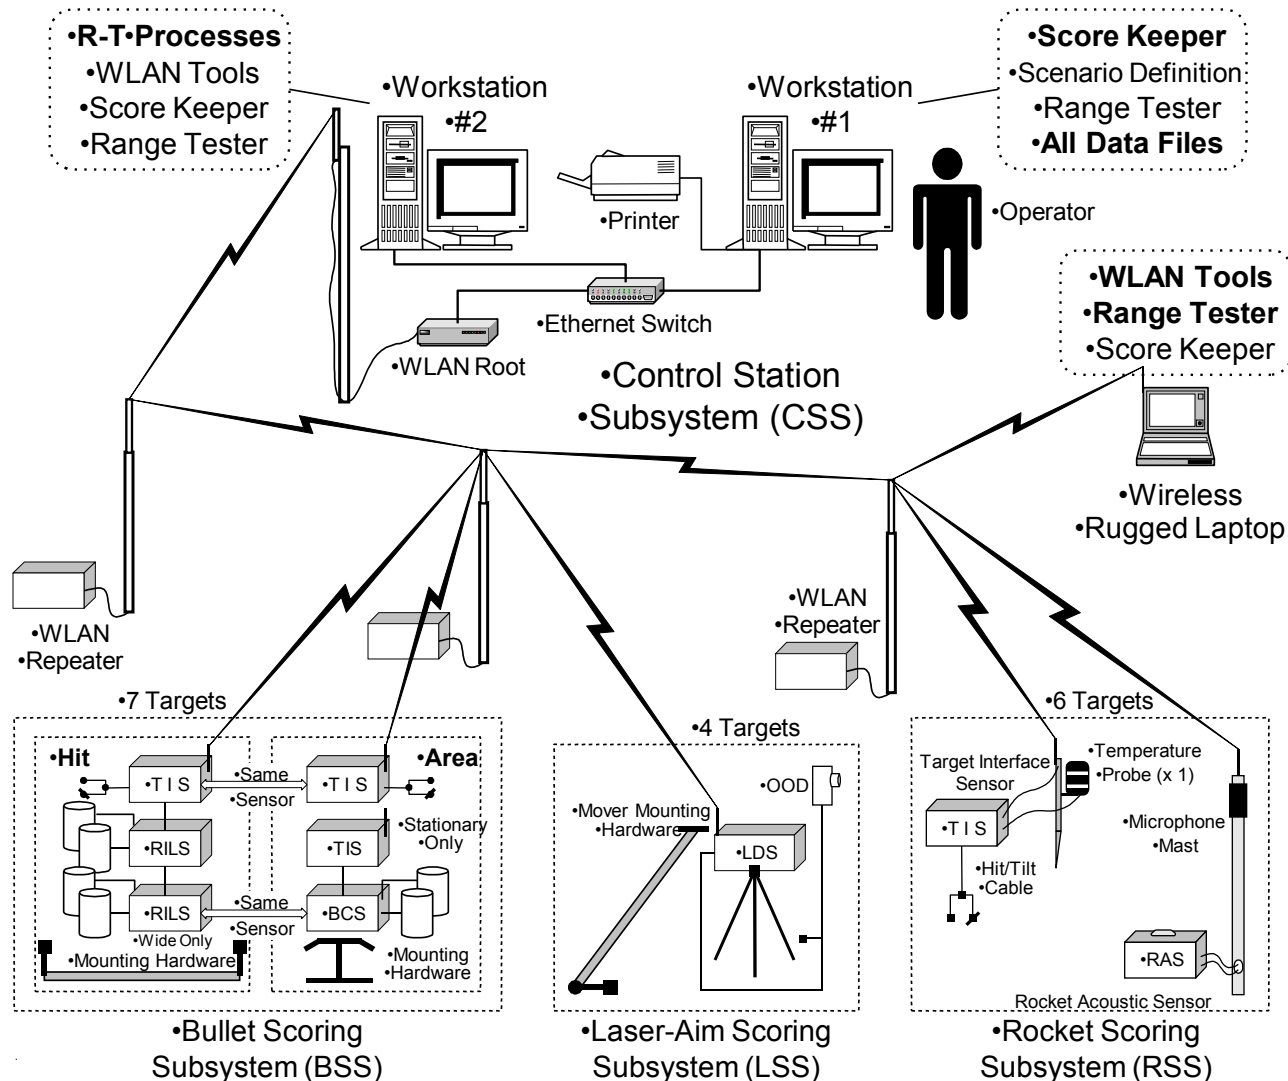 •R-T•Processes
•WLAN Tools
•Score Keeper
•Range Tester
•Workstation
•#2
•Workstation
•#1
•Score Keeper
•Scenario Definition
•Range Tester
•All Data Files
•Printer
•Operator
•Ethernet Switch
•WLAN Root
•Control Station
•Subsystem (CSS)
•WLAN Tools
•Range Tester
•Score Keeper
•Wireless
•Rugged Laptop
•WLAN
•Repeater
•WLAN
•Repeater
•7 Targets
•Hit
•T I S
•RILS
•RILS
•Wide Only
•Mounting Hardware
•Same
•Sensor
•Same
•Sensor
•Area
•T I S
•Stationary
•Only
•TIS
•BCS
•Mounting
•Hardware
•Bullet Scoring
Subsystem (BSS)
•4 Targets
•OOD
•Mover Mounting
•Hardware
•LDS
•Laser-Aim Scoring
Subsystem (LSS)
•6 Targets
Target Interface
Sensor
•Temperature
•Probe (x 1)
•T I S
•Hit/Tilt
•Cable
•Microphone
•Mast
•RAS
Rocket Acoustic Sensor
•Rocket Scoring
Subsystem (RSS)